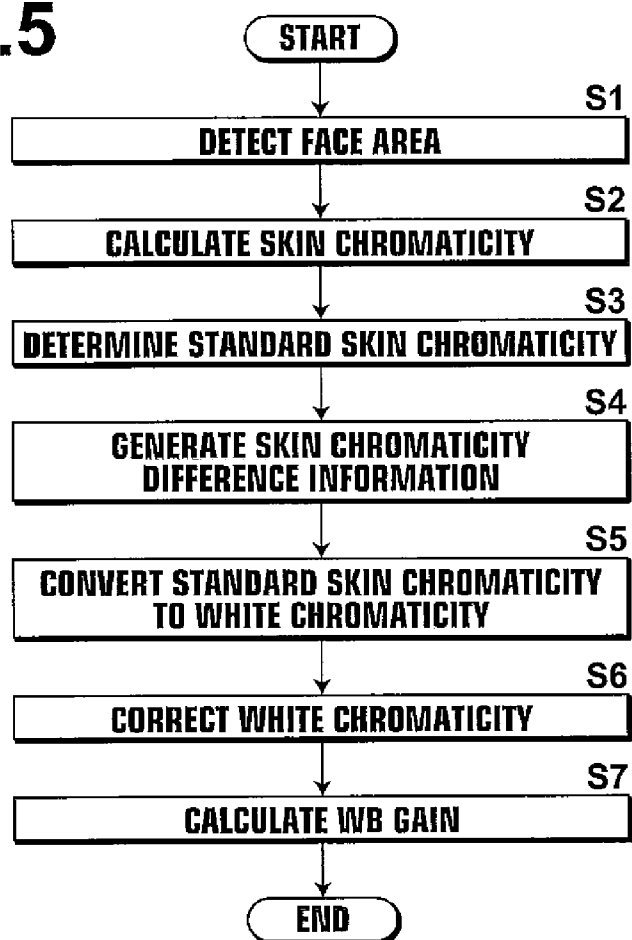 .5
START
S1
DETECT FACE AREA
S2
CALCULATE SKIN CHROMATICITY
S3
DETERMINE STANDARD SKIN CHROMATICITY
S4
GENERATE SKIN CHROMATICITY
DIFFERENCE INFORMATION
S5
CONVERT STANDARD SKIN CHROMATICITY
TO WHITE CHROMATICITY
S6
CORRECT WHITE CHROMATICITY
S7
CALCULATE WB GAIN
END